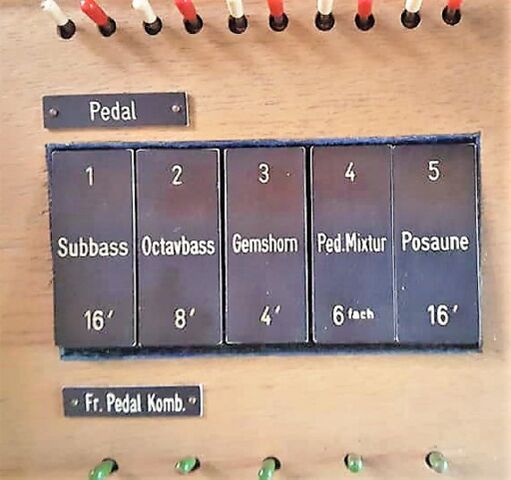 Pedal
1 2 3 4 5
Subbass Octavbass Gemshorn Ped.Mixtur Posaune
16' 8' 4' 6 fach 16'
Fr. Pedal Komb.